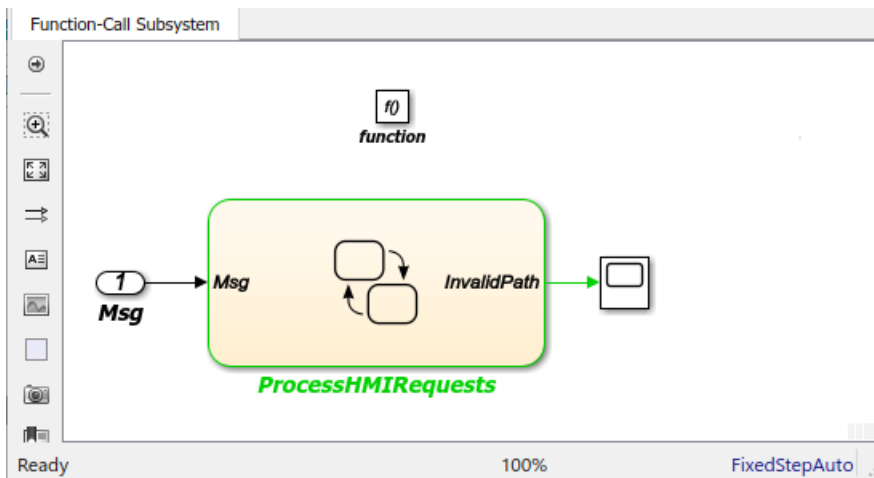 Function-Call Subsystem
f()
function
1
Msg
Msg
InvalidPath
ProcessHMIRequests
A
Ready
100%
FixedStepAuto